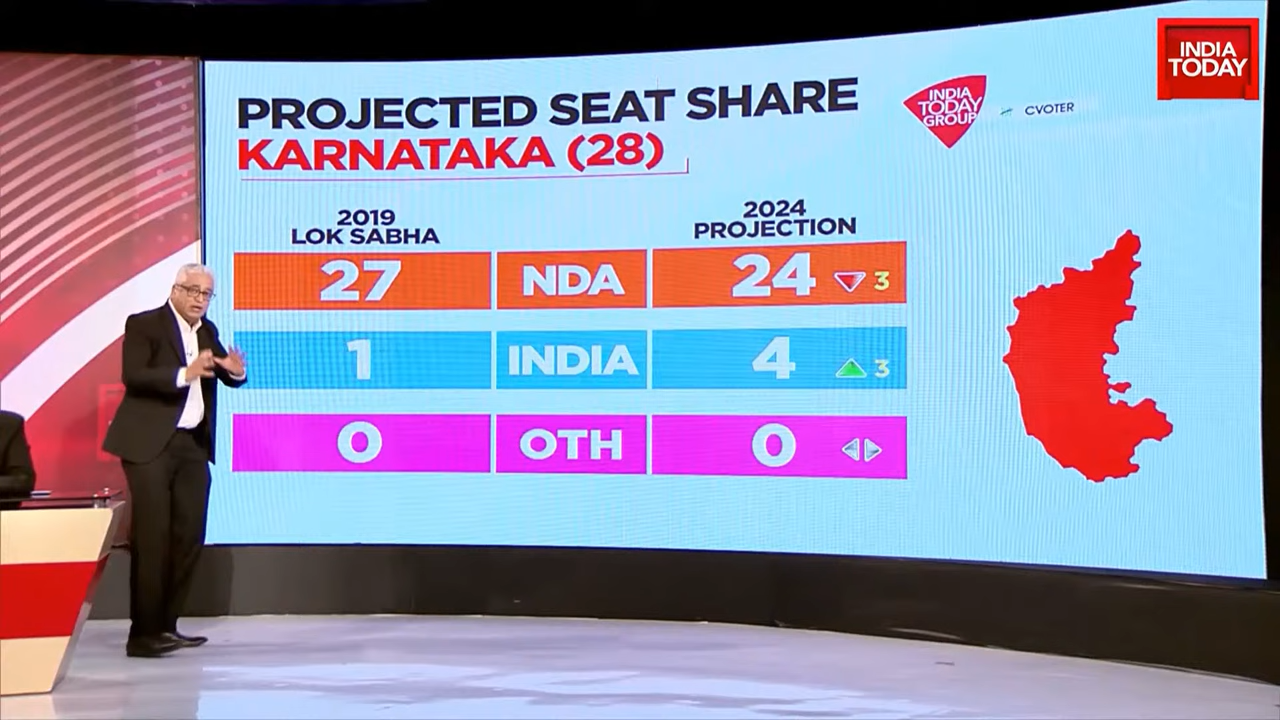 INDIA
TODAY
PROJECTED SEAT SHARE
KARNATAKA (28)
INDIA
TODAY
GROUP
CVOTER
2019
LOK SABHA
2024
PROJECTION
27 NDA 24 3
1 INDIA 4 3
0 OTH 0